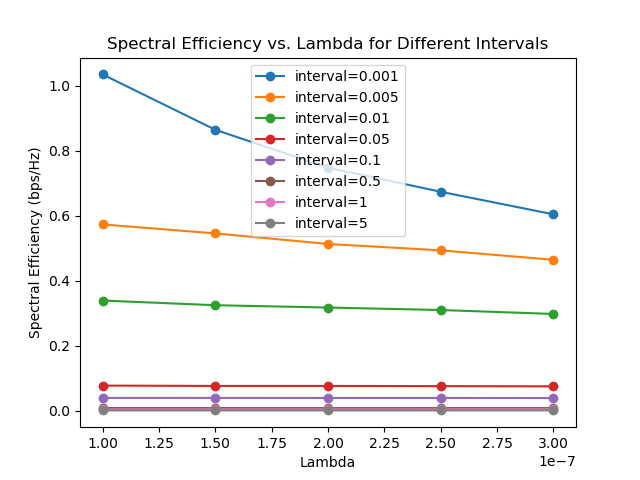 Spectral Efficiency vs. Lambda for Different Intervals
interval=0.001
interval=0.005
interval=0.01
interval=0.05
interval=0.1
interval=0.5
interval=1
interval=5
Spectral Efficiency (bps/Hz)
1.0
0.8
0.6
0.4
0.2
0.0
1.00 1.25 1.50 1.75 2.00 2.25 2.50 2.75 3.00
1e−7
Lambda